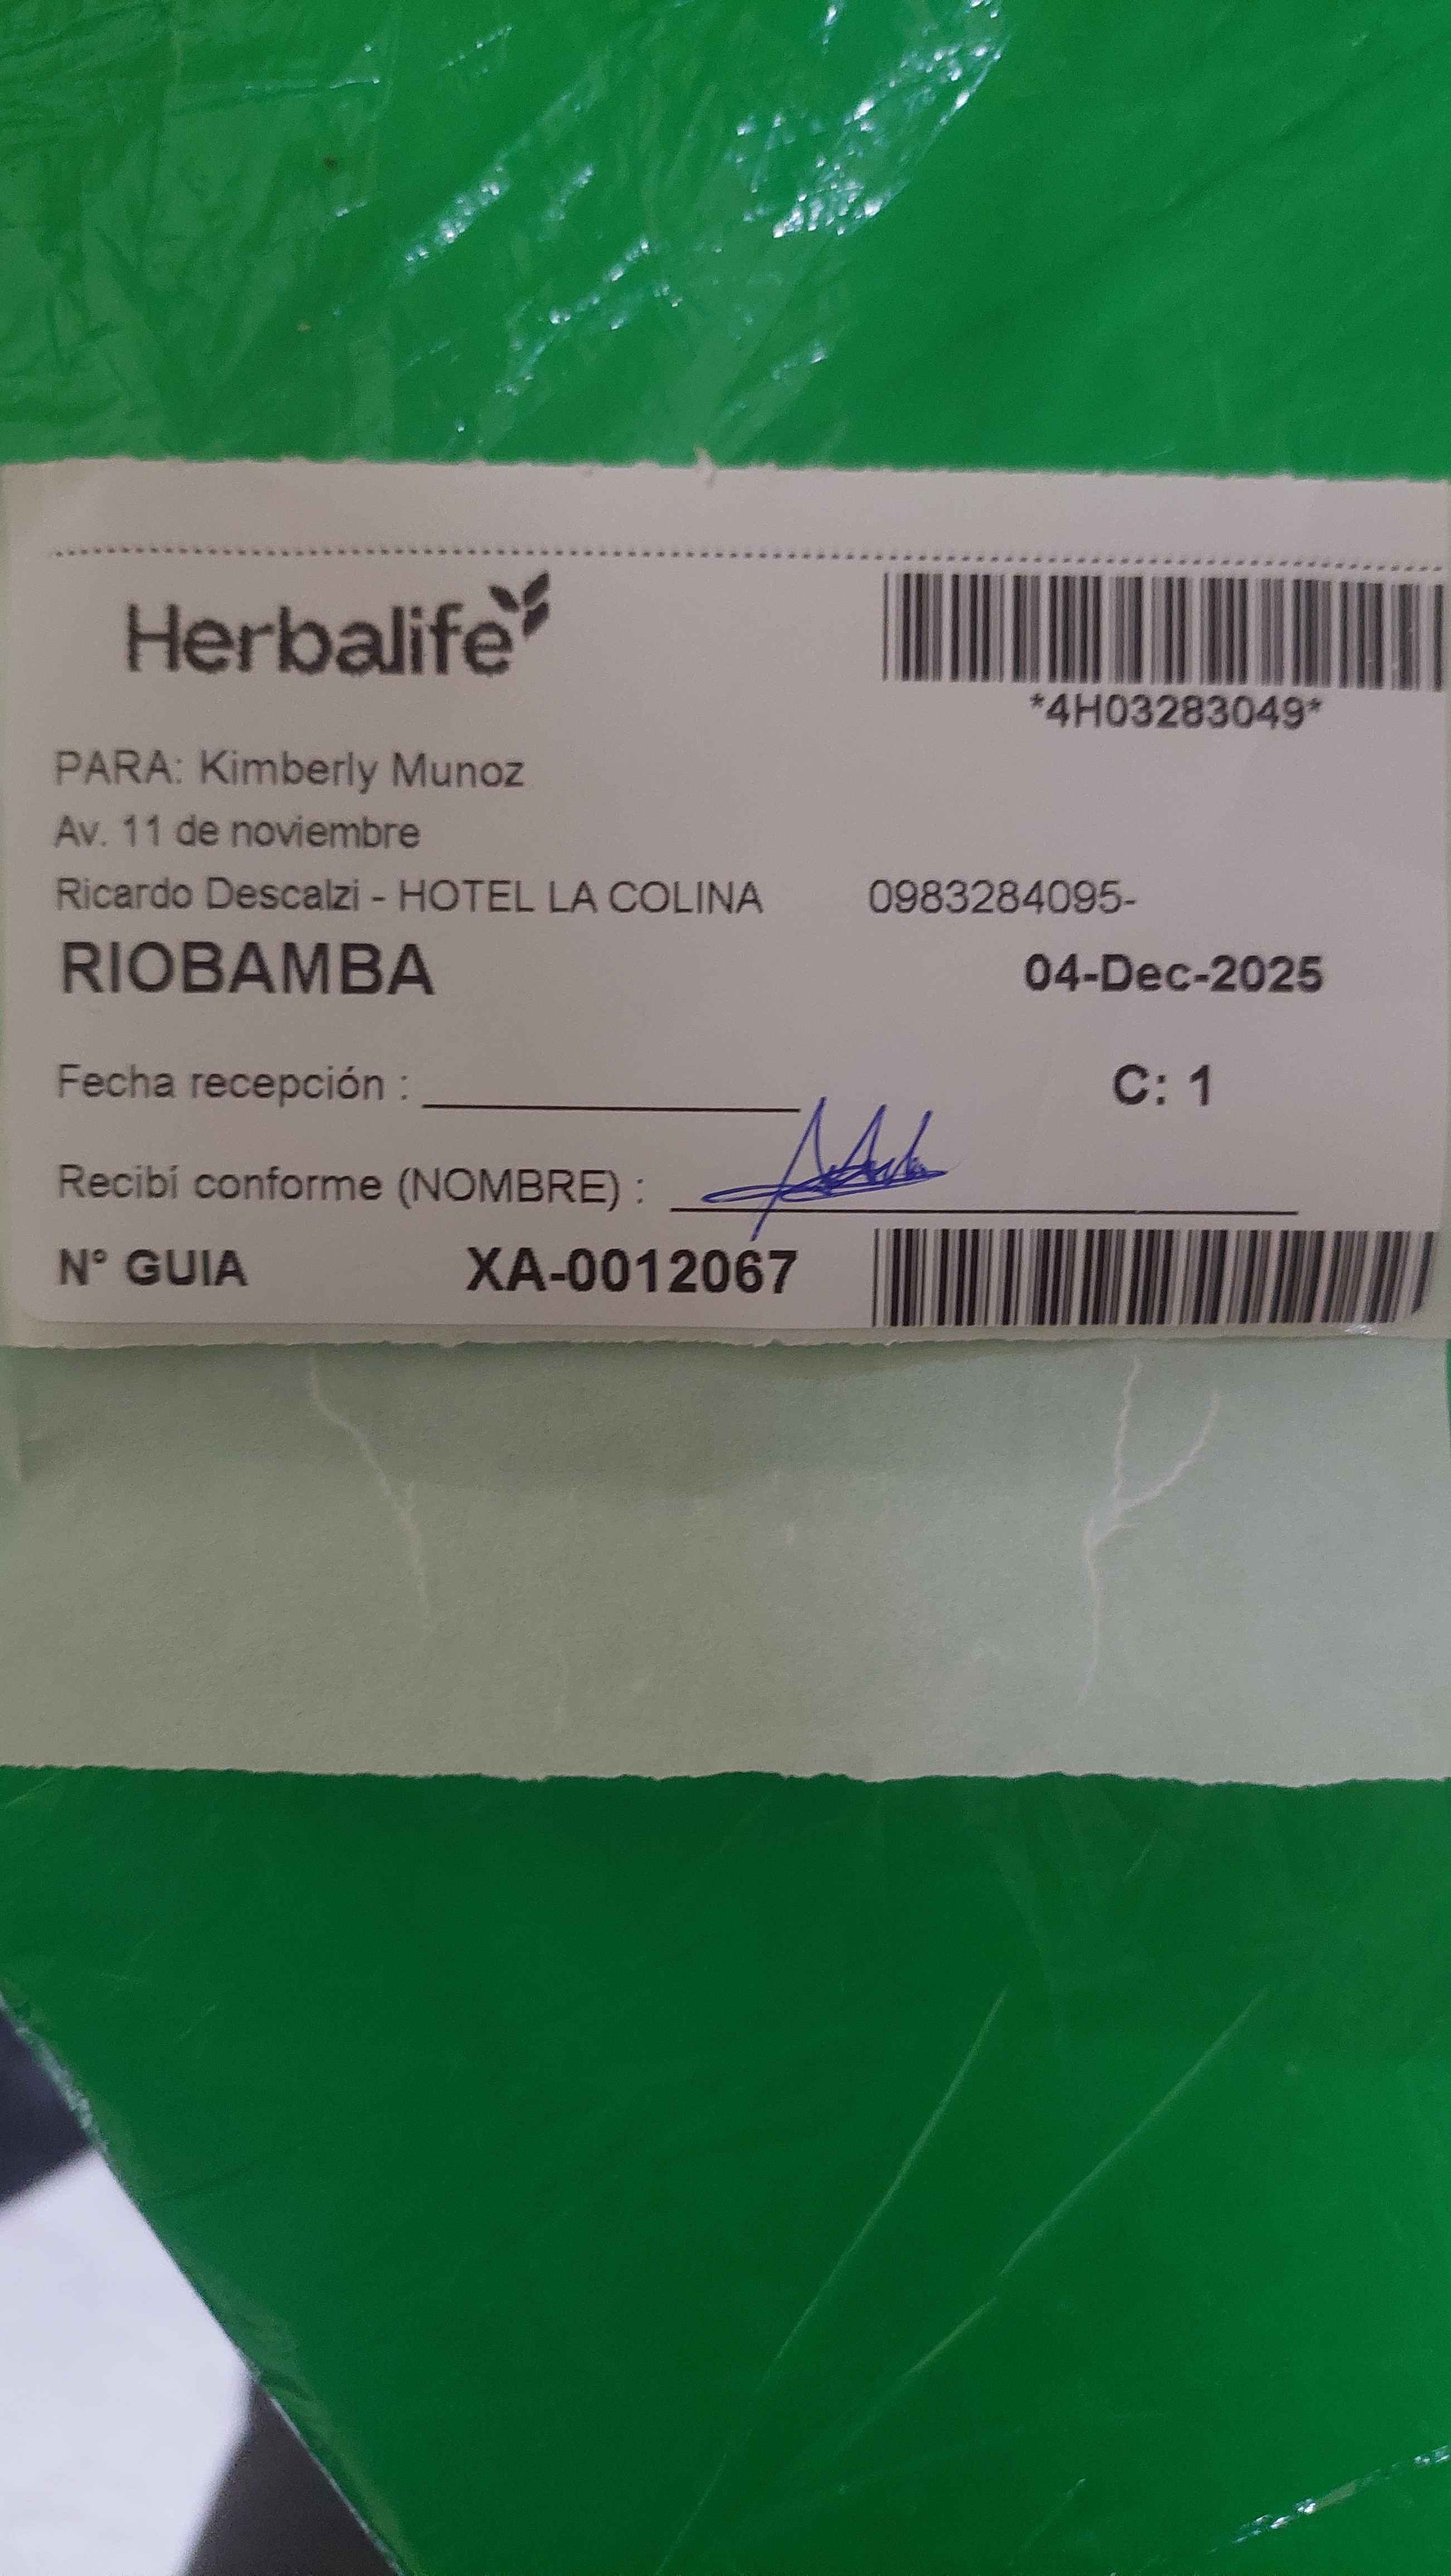 Herbalife
*4H03283049*
PARA: Kimberly Munoz
Av. 11 de noviembre
Ricardo Descalzi - HOTEL LA COLINA 0983284095-
RIOBAMBA 04-Dec-2025
Fecha recepción : C: 1
Recibí conforme (NOMBRE) :
N° GUIA XA-0012067